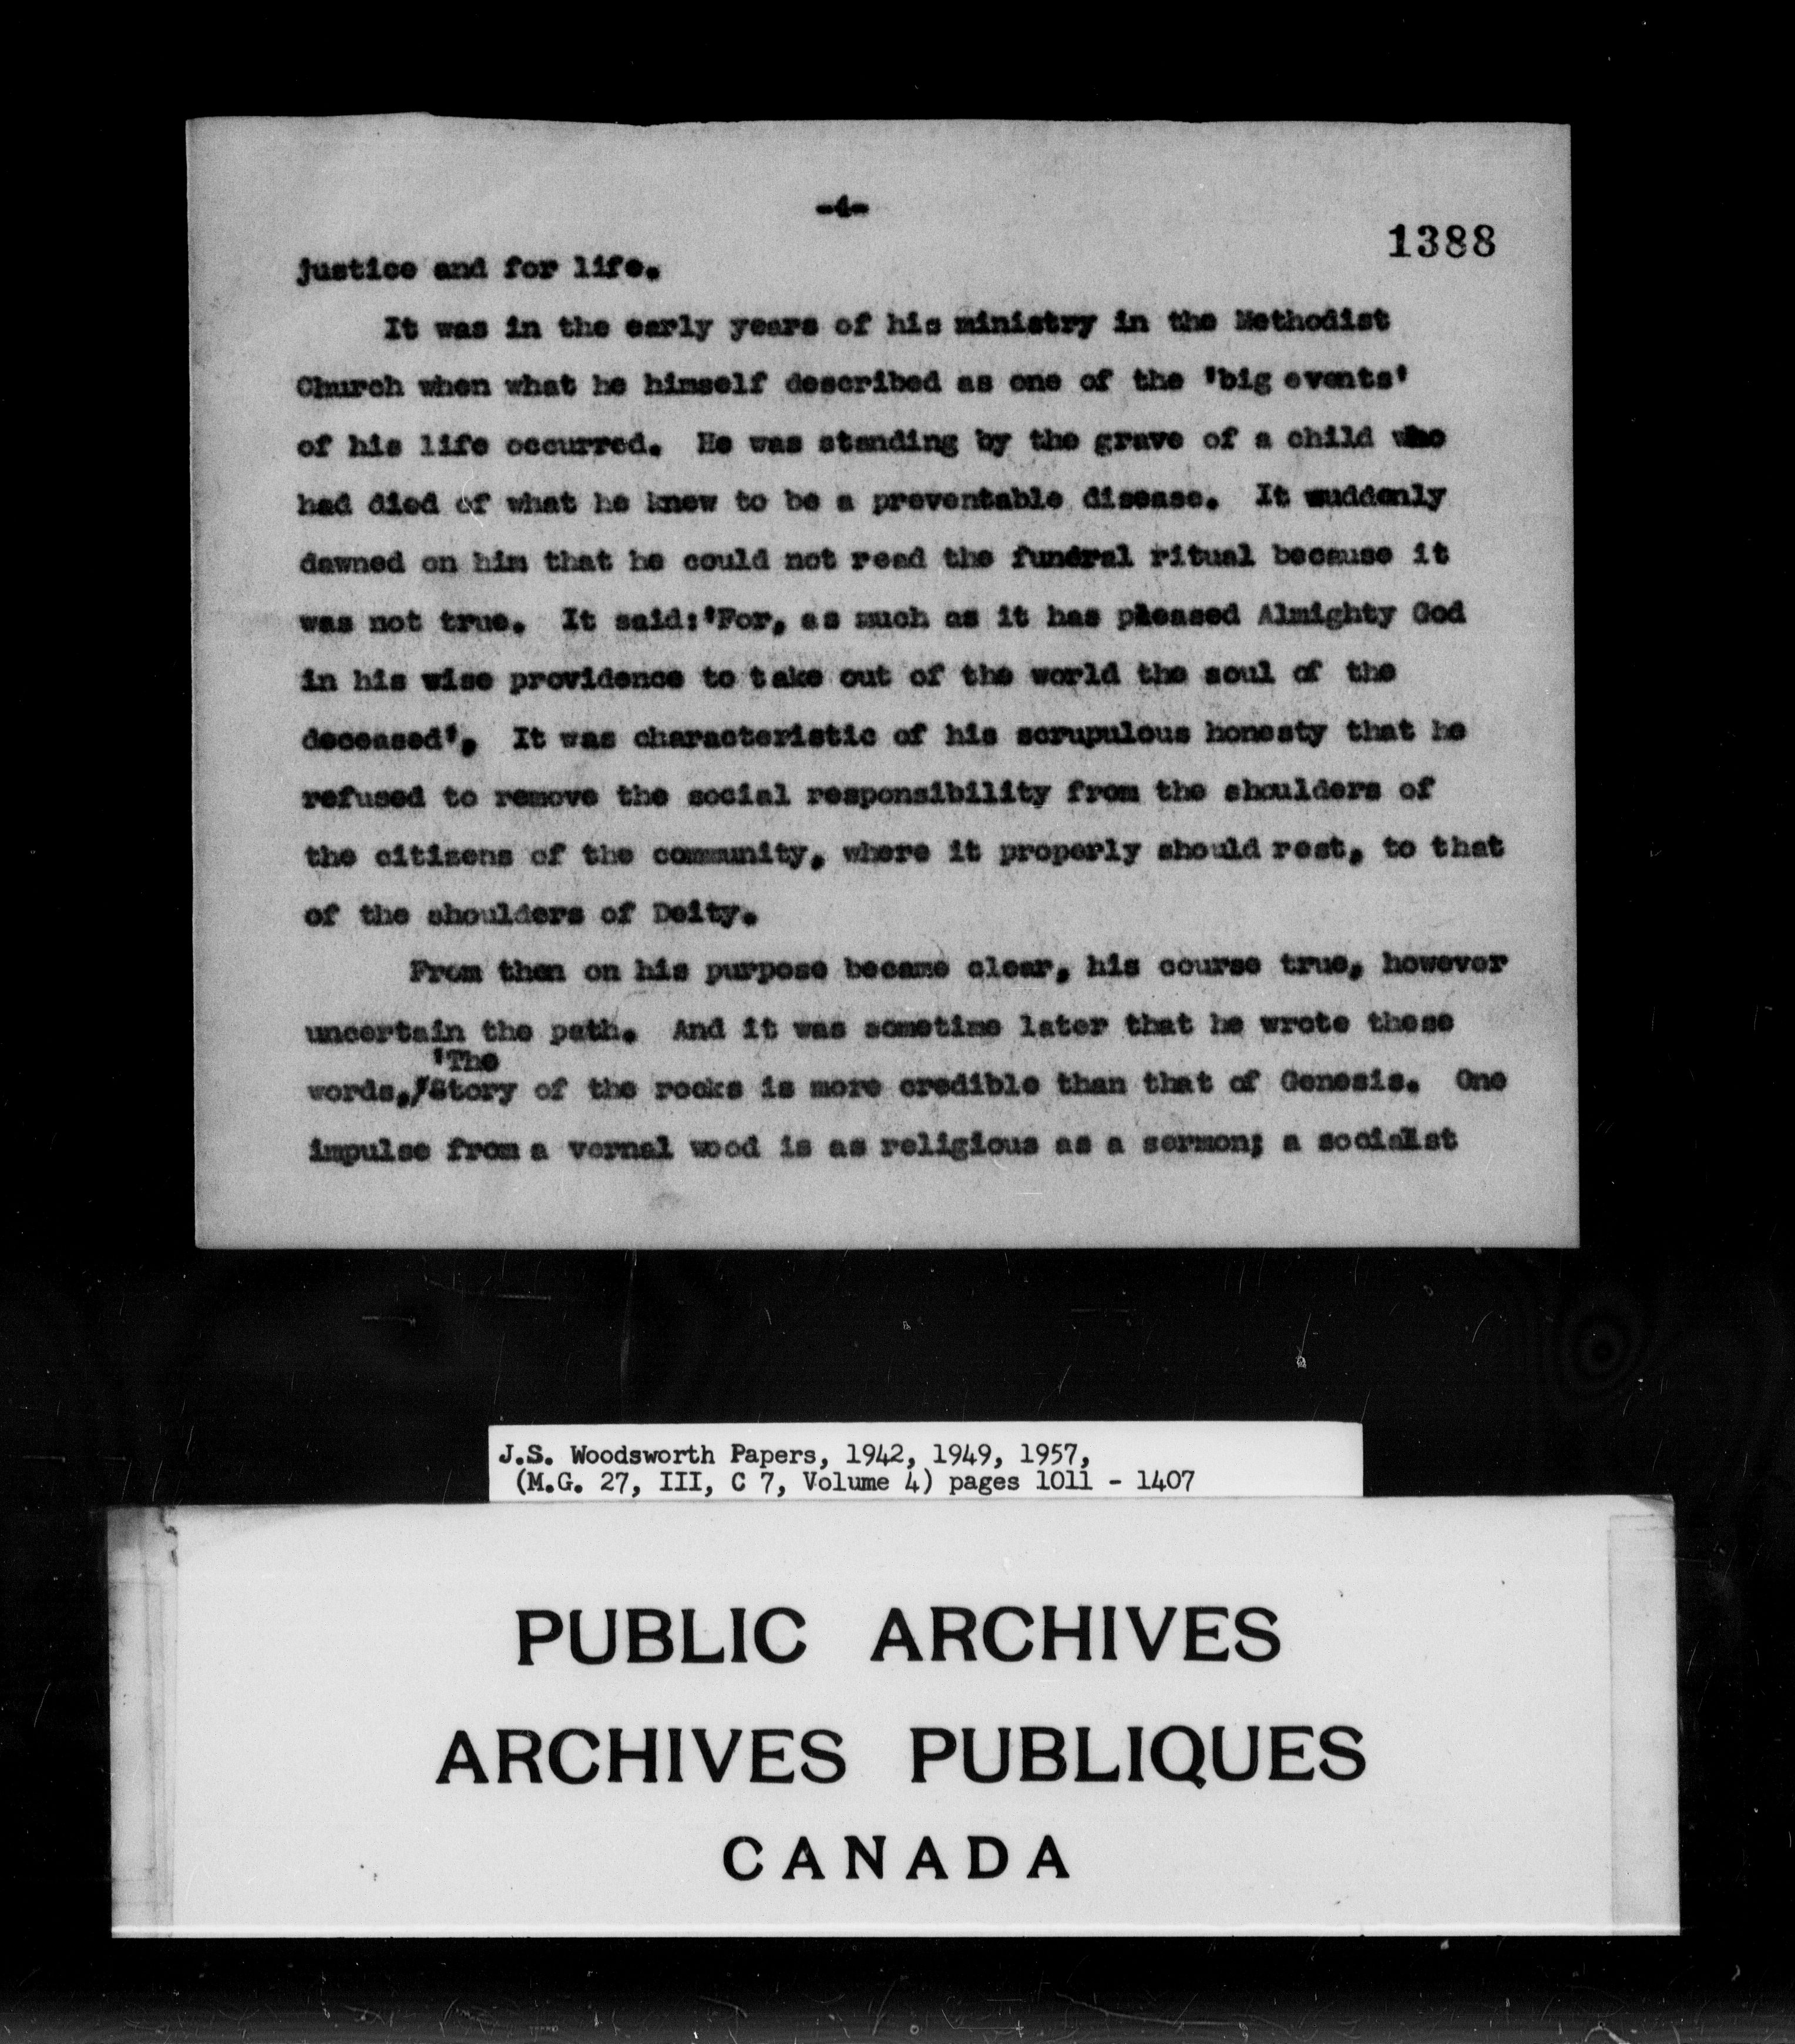 -4-
1388
justice and for life.
It was in the early years of his ministry in the Methodist
Church when what he himself described as one of the 'big events'
of his life occurred. He was standing by the grave of a child who
had died of what he knew to be a preventable disease. It suddenly
dawned on him that he could not read the funeral ritual because it
was not true. It said:'For, as much as it has pleased Almighty God
in his wise providence to take out of the world the soul of the
deceased'. It was characteristic of his scrupulous honesty that he
refused to remove the social responsibility from the shoulders of
the citizens of the community, where it properly should rest, to that
of the shoulders of Deity.
From then on his purpose became clear, his course true, however
uncertain the path. And it was sometime later that he wrote these
'The
words, Story of the rocks is more credible than that of Genesis. One
impulse from a vernal wood is as religious as a sermon; a socialist
J.S. Woodsworth Papers, 1942, 1949, 1957,
(M.G. 27, III, C 7, Volume 4) pages 1011 - 1407
PUBLIC ARCHIVES
ARCHIVES PUBLIQUES
CANADA